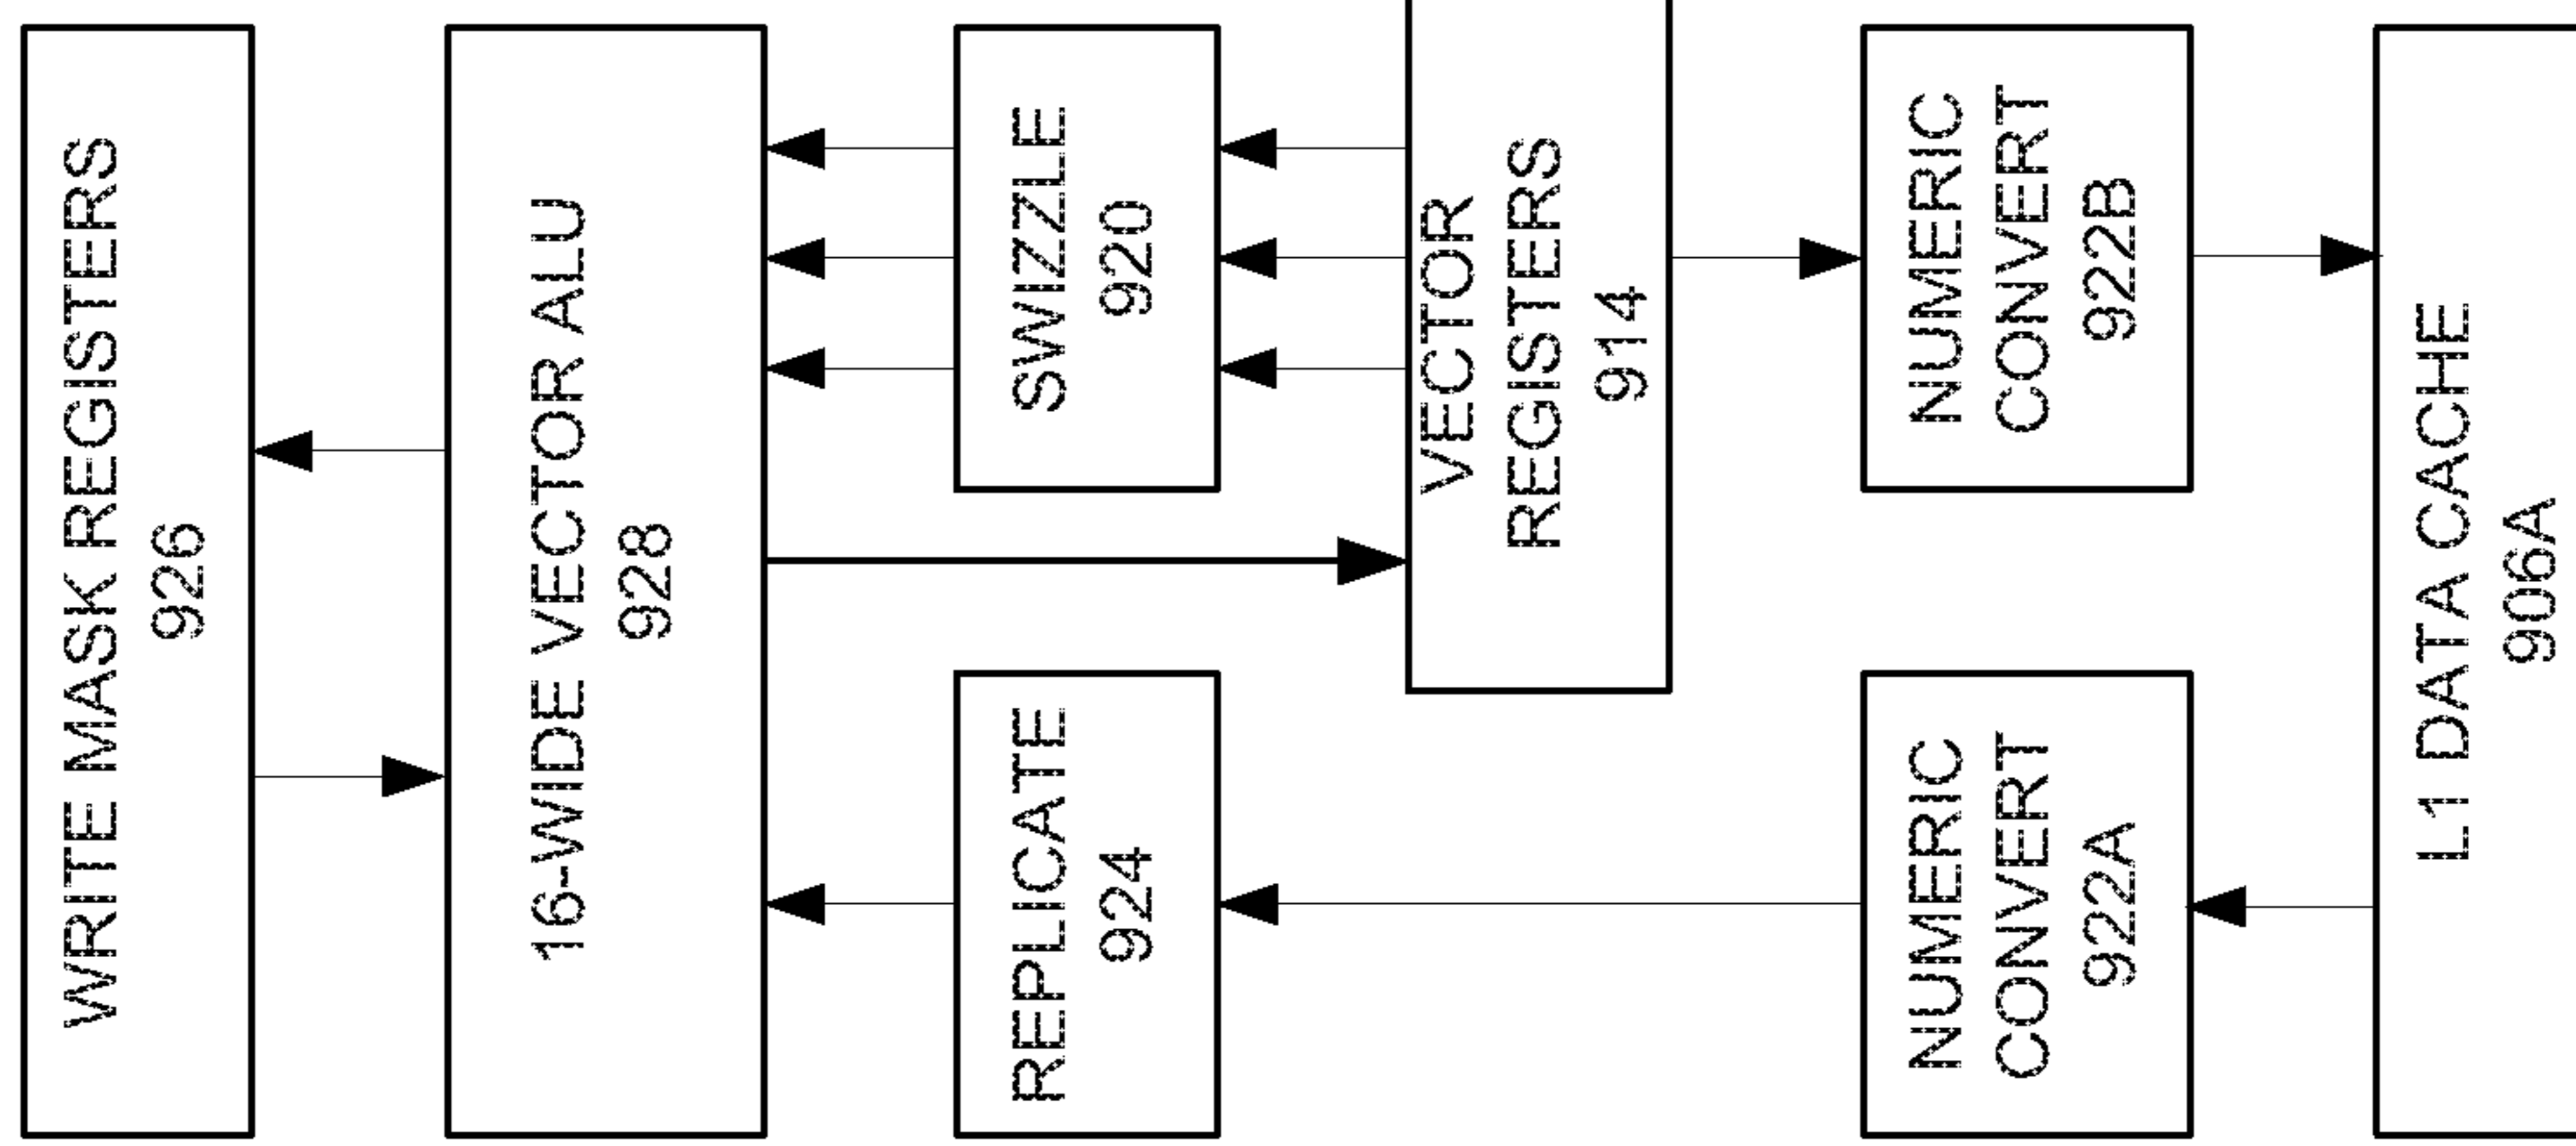 WRITE MASK REGISTERS
926
16-WIDE VECTOR ALU
928
REPLICATE
924
SWIZZLE
920
VECTOR
REGISTERS
914
NUMERIC
CONVERT
922A
NUMERIC
CONVERT
922B
L1 DATA CACHE
906A